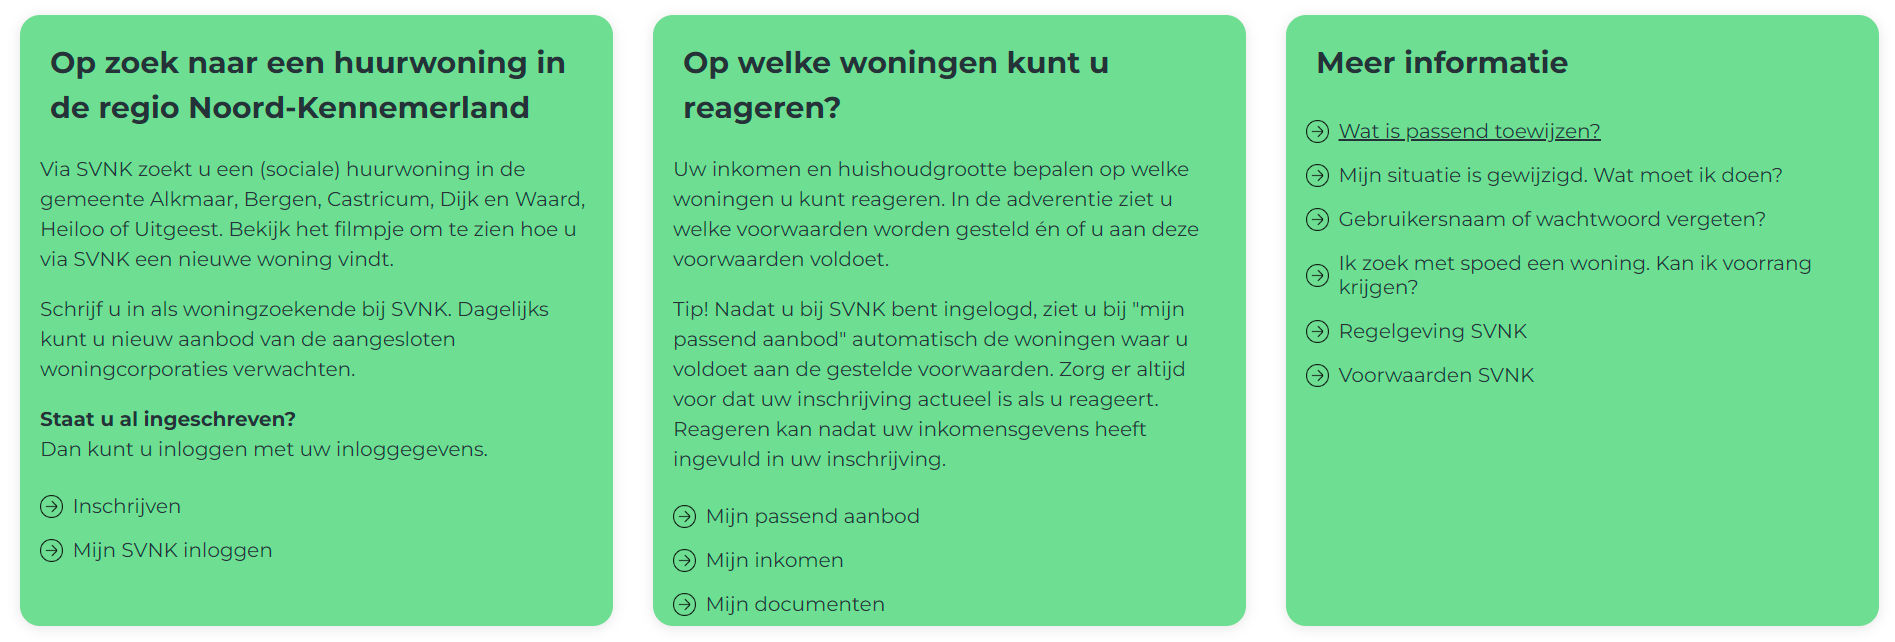 Op zoek naar een huurwoning in
de regio Noord-Kennemerland
Via SVNK zoekt u een (sociale) huurwoning in de
gemeente Alkmaar, Bergen, Castricum, Dijk en Waard,
Heiloo of Uitgeest. Bekijk het filmpje om te zien hoe u
via SVNK een nieuwe woning vindt.
Schrijf u in als woningzoekende bij SVNK. Dagelijks
kunt u nieuw aanbod van de aangesloten
woningcorporaties verwachten.
Staat u al ingeschreven?
Dan kunt u inloggen met uw inloggegevens.
Inschrijven
Mijn SVNK inloggen
Op welke woningen kunt u
reageren?
Uw inkomen en huishoudgrootte bepalen op welke
woningen u kunt reageren. In de adverentie ziet u
welke voorwaarden worden gesteld én of u aan deze
voorwaarden voldoet.
Tip! Nadat u bij SVNK bent ingelogd, ziet u bij "mijn
passend aanbod" automatisch de woningen waar u
voldoet aan de gestelde voorwaarden. Zorg er altijd
voor dat uw inschrijving actueel is als u reageert.
Reageren kan nadat uw inkomensgevens heeft
ingevuld in uw inschrijving.
Mijn passend aanbod
Mijn inkomen
Mijn documenten
Meer informatie
Wat is passend toewijzen?
Mijn situatie is gewijzigd. Wat moet ik doen?
Gebruikersnaam of wachtwoord vergeten?
Ik zoek met spoed een woning. Kan ik voorrang
krijgen?
Regelgeving SVNK
Voorwaarden SVNK